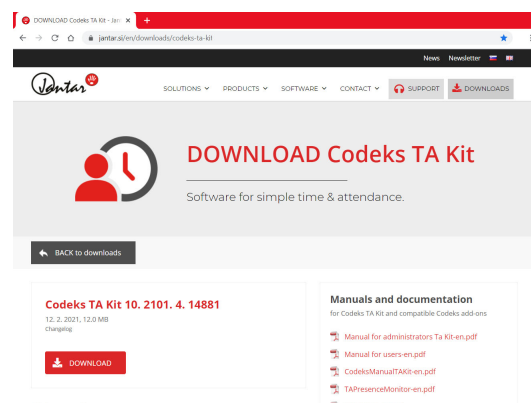 DOWNLOAD Codeks TA Kit - Jan
jantar.si/en/downloads/codeks-ta-kit
News Newsletter
Jantar
SOLUTIONS PRODUCTS SOFTWARE CONTACT SUPPORT DOWNLOADS
DOWNLOAD Codeks TA Kit
Software for simple time & attendance.
BACK to downloads
Codeks TA Kit 10. 2101. 4. 14881
12. 2. 2021, 12.0 MB
Changelog
DOWNLOAD
Manuals and documentation
for Codeks TA Kit and compatible Codeks add-ons
Manual for administrators Ta Kit-en.pdf
Manual for users-en.pdf
CodeksManualTAKit-en.pdf
TAPresenceMonitor-en.pdf